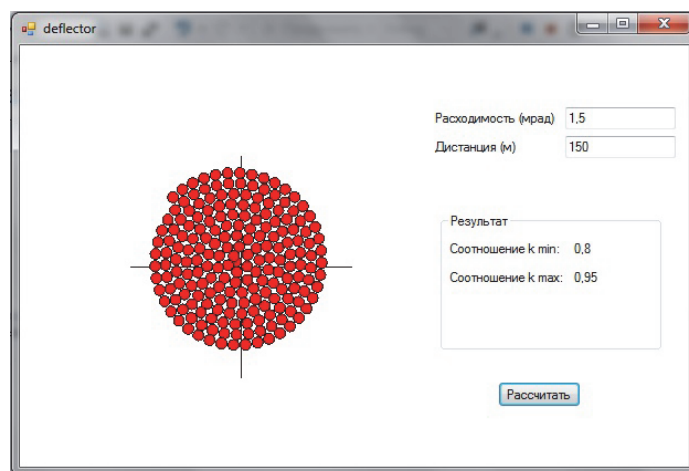 deflector
Расходимость (мрад) 1,5
Дистанция (м) 150
Результат
Соотношение k min: 0,8
Соотношение k max: 0,95
Рассчитать